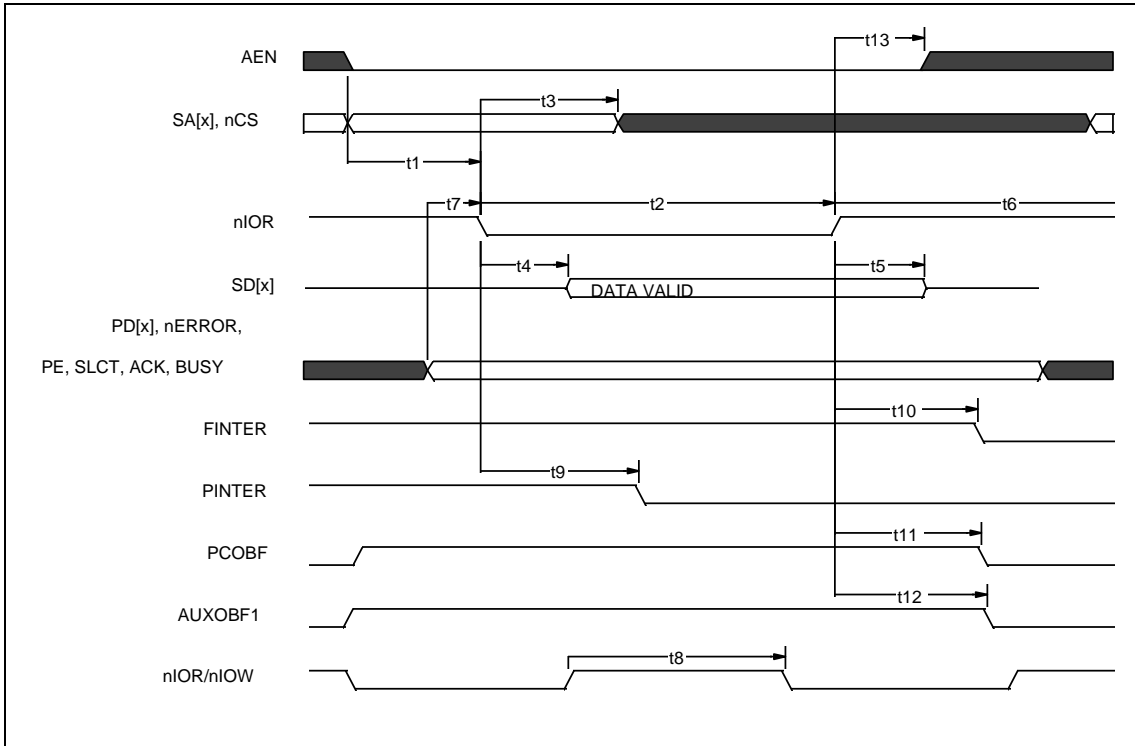 AEN
t13
t3
SA[x], nCS
t1
t7
t2
t6
nIOR
t4
t5
SD[x]
DATA VALID
PD[x], nERROR,
PE, SLCT, ACK, BUSY
t10
FINTER
t9
PINTER
t11
PCOBF
t12
AUXOBF1
t8
nIOR/nIOW